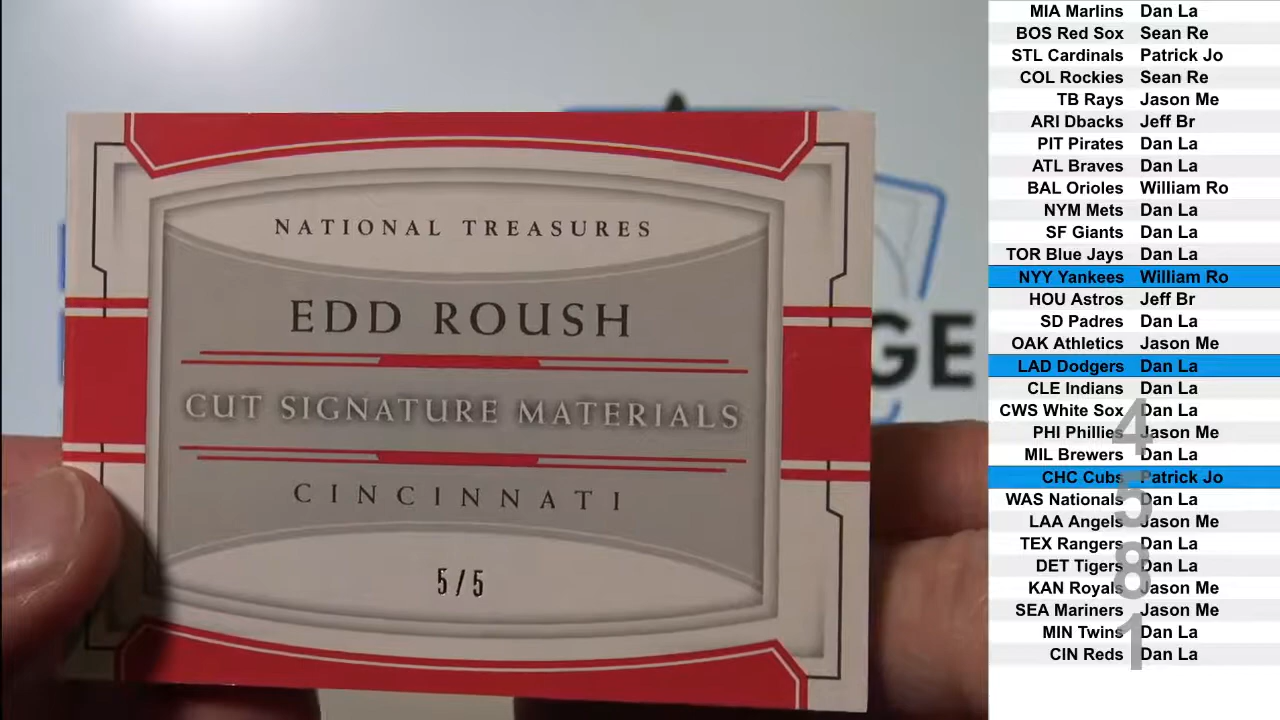 NATIONAL TREASURES
EDD ROUSH
CUT SIGNATURE MATERIALS
CINCINNATI
5/5
GE
MIA Marlins Dan La
BOS Red Sox Sean Re
STL Cardinals Patrick Jo
COL Rockies Sean Re
TB Rays Jason Me
ARI Dbacks Jeff Br
PIT Pirates Dan La
ATL Braves Dan La
BAL Orioles William Ro
NYM Mets Dan La
SF Giants Dan La
TOR Blue Jays Dan La
NYY Yankees William Ro
HOU Astros Jeff Br
SD Padres Dan La
OAK Athletics Jason Me
LAD Dodgers Dan La
CLE Indians Dan La
CWS White Sox Dan La
PHI Phillies Jason Me
MIL Brewers Dan La
CHC Cubs Patrick Jo
WAS Nationals Dan La
LAA Angels Jason Me
TEX Rangers Dan La
DET Tigers Dan La
KAN Royals Jason Me
SEA Mariners Jason Me
MIN Twins Dan La
CIN Reds Dan La
4
5
8
1